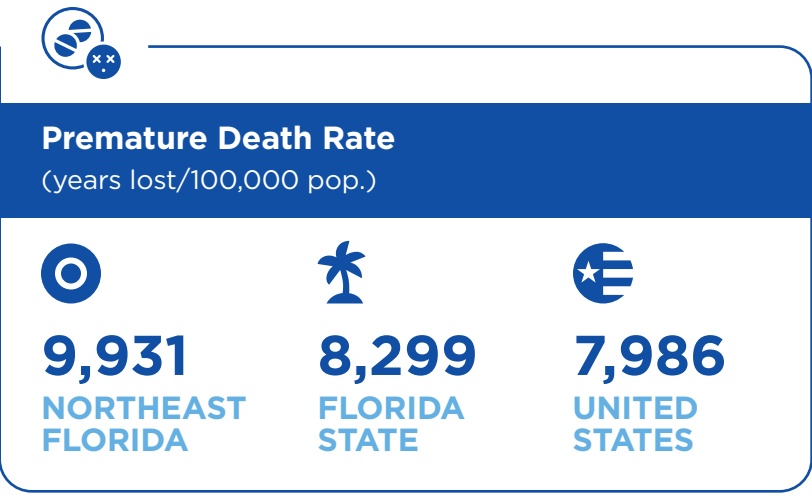 Premature Death Rate
(years lost/100,000 pop.)
9,931
NORTHEAST
FLORIDA
8,299
FLORIDA
STATE
7,986
UNITED
STATES